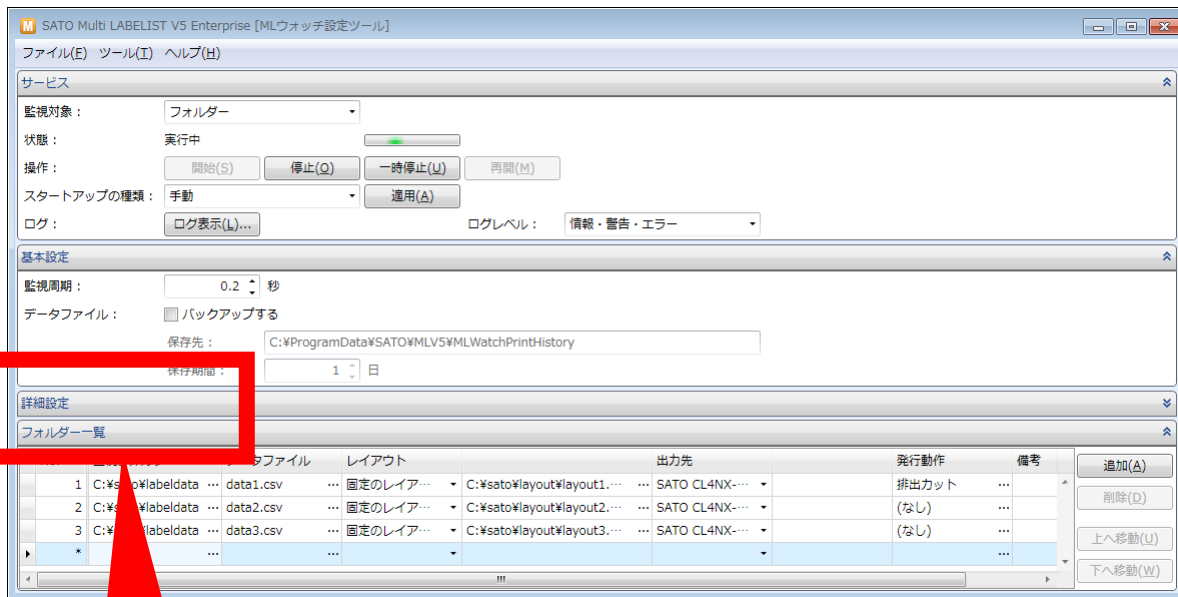 SATO Multi LABELIST V5 Enterprise [MLウォッチ設定ツール]
ファイル(F) ツール(T) ヘルプ(H)
サービス
監視対象： フォルダー
状態： 実行中
操作： 開始(S) 停止(O) 一時停止(U) 再開(M)
スタートアップの種類： 手動 適用(A)
ログ： ログ表示(L)... ログレベル： 情報・警告・エラー
基本設定
監視周期： 0.2 秒
データファイル： バックアップする
保存先： C:¥ProgramData¥SATO¥MLV5¥MLWatchPrintHistory
保存期間： 1 日
詳細設定
フォルダー一覧
データファイル レイアウト 出力先 発行動作 備考 追加(A)
1 C:¥sato¥labeldata … data1.csv … 固定のレイア… C:¥sato¥layout¥layout1.… … SATO CL4NX-… 排出カット …
削除(D)
2 C:¥sato¥labeldata … data2.csv … 固定のレイア… C:¥sato¥layout¥layout2.… … SATO CL4NX-… (なし) …
3 C:¥sato¥labeldata … data3.csv … 固定のレイア… C:¥sato¥layout¥layout3.… … SATO CL4NX-… (なし) …
上へ移動(U)
* … … …
下へ移動(W)